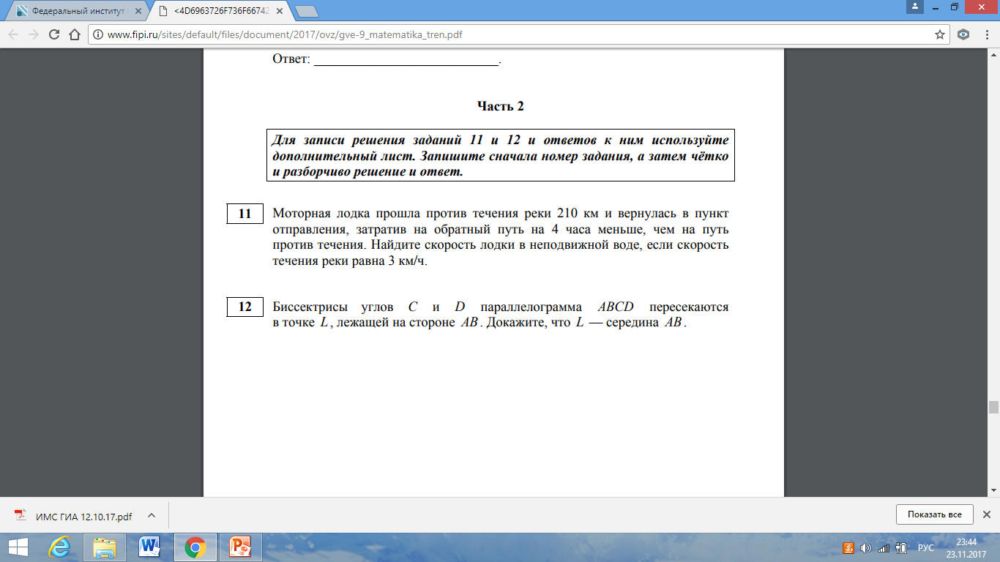 Федеральный институт
<4D6963726F736F66742
www.fipi.ru/sites/default/files/document/2017/ovz/gve-9_matematika_tren.pdf
Ответ: ___________________________.
Часть 2
Для записи решения заданий 11 и 12 и ответов к ним используйте
дополнительный лист. Запишите сначала номер задания, а затем чётко
и разборчиво решение и ответ.
11 Моторная лодка прошла против течения реки 210 км и вернулась в пункт
отправления, затратив на обратный путь на 4 часа меньше, чем на путь
против течения. Найдите скорость лодки в неподвижной воде, если скорость
течения реки равна 3 км/ч.
12 Биссектрисы углов C и D параллелограмма ABCD пересекаются
в точке L, лежащей на стороне AB. Докажите, что L — середина AB.
ИМС ГИА 12.10.17.pdf
Показать все
РУС
23:44
23.11.2017